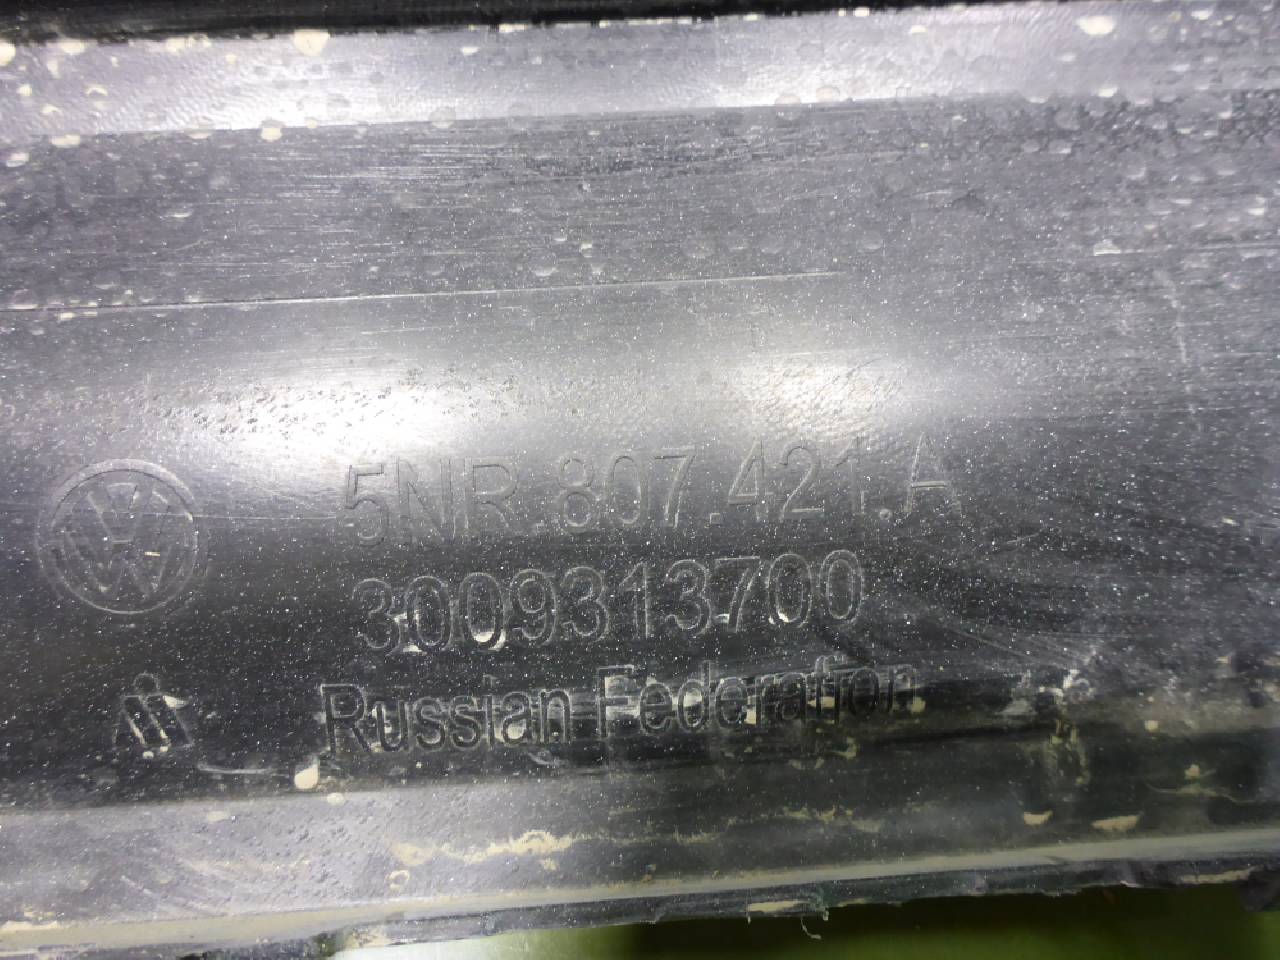 5NR.807.421.A
3009313700
Russian Federation